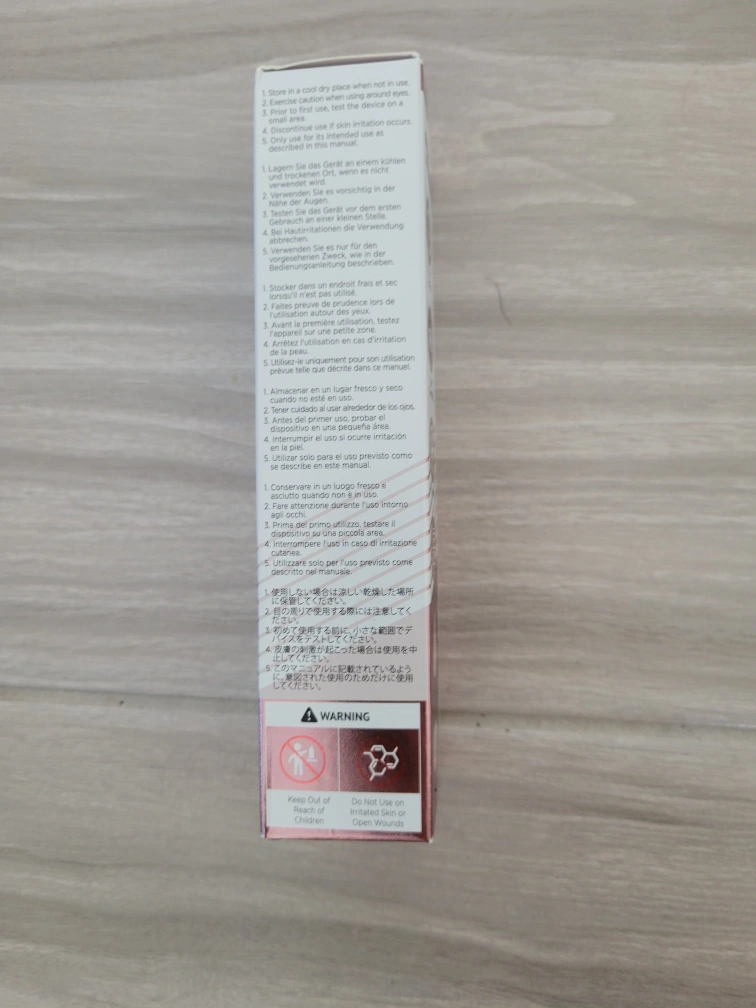 1. Store in a cool dry place when not in use.
2. Exercise caution when using around eyes.
3. Prior to first use, test the device on a
small area.
4. Discontinue use if skin irritation occurs.
5. Only use for its intended use as
described in this manual.
1. Lagern Sie das Gerät an einem kühlen
und trockenen Ort, wenn es nicht
verwendet wird.
2. Verwenden Sie es vorsichtig in der
Nähe der Augen.
3. Testen Sie das Gerät vor dem ersten
Gebrauch an einer kleinen Stelle.
4. Bei Hautirritationen die Verwendung
abbrechen.
5. Verwenden Sie es nur für den
vorgesehenen Zweck, wie in der
Bedienungsanleitung beschrieben.
1. Stocker dans un endroit frais et sec
lorsqu'il n'est pas utilisé.
2. Faites preuve de prudence lors de
l'utilisation autour des yeux.
3. Avant la première utilisation, testez
l'appareil sur une petite zone.
4. Arrêtez l'utilisation en cas d'irritation
de la peau.
5. Utilisez-le uniquement pour son utilisation
prévue telle que décrite dans ce manuel.
1. Almacenar en un lugar fresco y seco
cuando no esté en uso.
2. Tener cuidado al usar alrededor de los ojos.
3. Antes del primer uso, probar el
dispositivo en una pequeña área.
4. Interrumpir el uso si ocurre irritación
en la piel.
5. Utilizar solo para el uso previsto como
se describe en este manual.
1. Conservare in un luogo fresco e
asciutto quando non è in uso.
2. Fare attenzione durante l'uso intorno
agli occhi.
3. Prima del primo utilizzo, testare il
dispositivo su una piccola area.
4. Interrompere l'uso in caso di irritazione
cutanea.
5. Utilizzare solo per l'uso previsto come
descritto nel manuale.
1. 使用しない場合は涼しい乾燥した場所
に保管してください。
2. 目の周りで使用する際には注意してく
ださい。
3. 初めて使用する前に、小さな範囲でデ
バイスをテストしてください。
4. 皮膚の刺激が起こった場合は使用を中
止してください。
5. このマニュアルに記載されているよう
に、意図された使用のためだけに使用
してください。
WARNING
Keep Out of
Reach of
Children
Do Not Use on
Irritated Skin or
Open Wounds